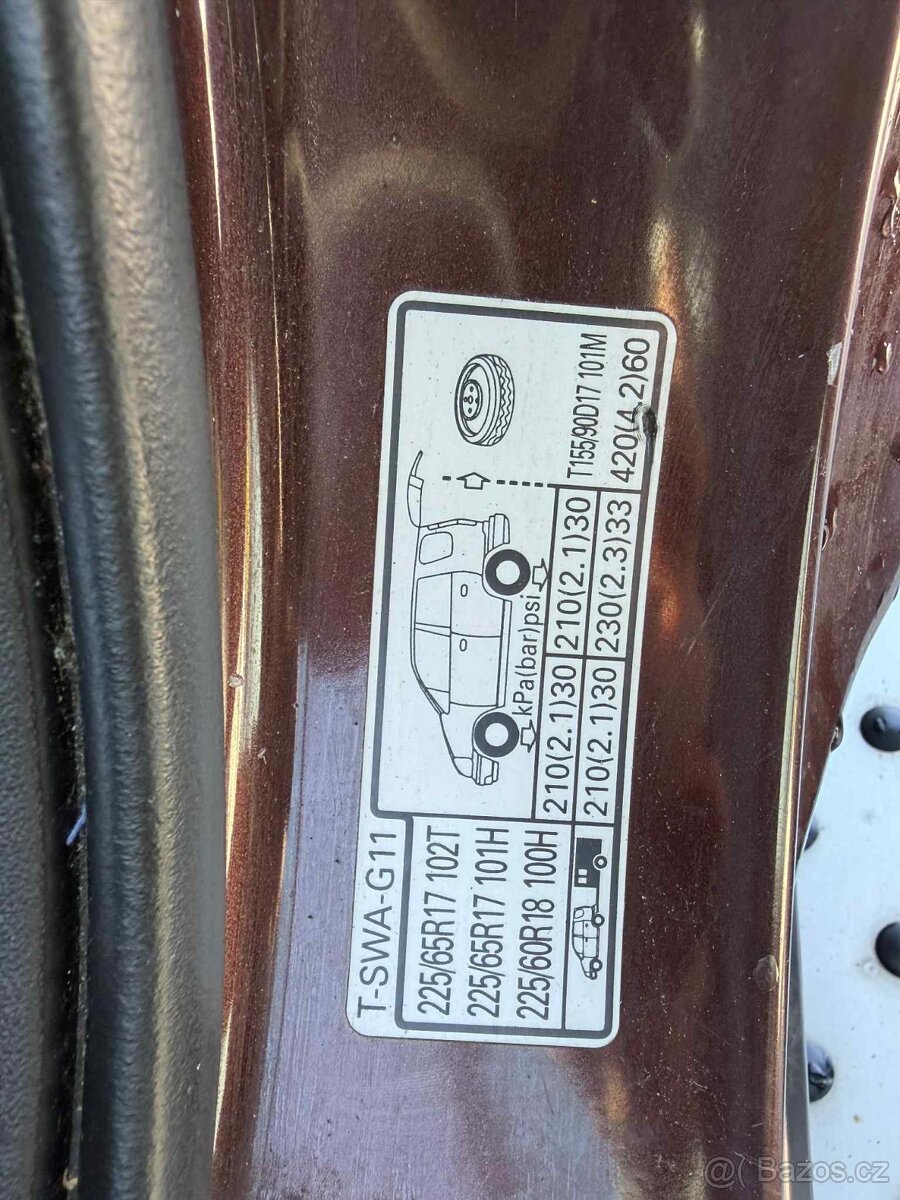 T-SWA-G11
225/65R17 102T
225/65R17 101H
225/60R18 100H
kPa(bar)psi
210(2.1)30 210(2.1)30
210(2.1)30 230(2.3)33
T155/90D17 101M
420(4.2)60
@ Bazos.cz